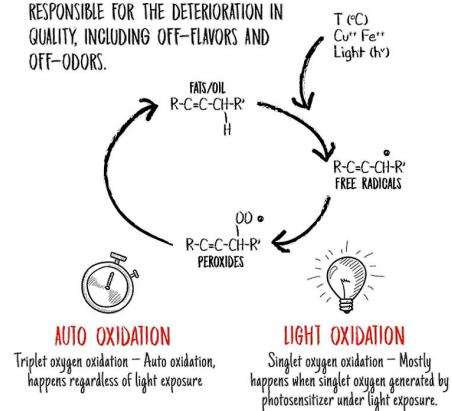 RESPONSIBLE FOR THE DETERIORATION IN
QUALITY, INCLUDING OFF-FLAVORS AND
OFF-ODORS.
T (°C)
Cu⁺⁺ Fe⁺⁺
Light (hᵛ)
FATS/OIL
R-C=C-CH-R'
H
R-C=C-CH-R'
FREE RADICALS
OO •
R-C=C-CH-R'
PEROXIDES
AUTO OXIDATION
Triplet oxygen oxidation – Auto oxidation,
happens regardless of light exposure
LIGHT OXIDATION
Singlet oxygen oxidation – Mostly
happens when singlet oxygen generated by
photosensitizer under light exposure.